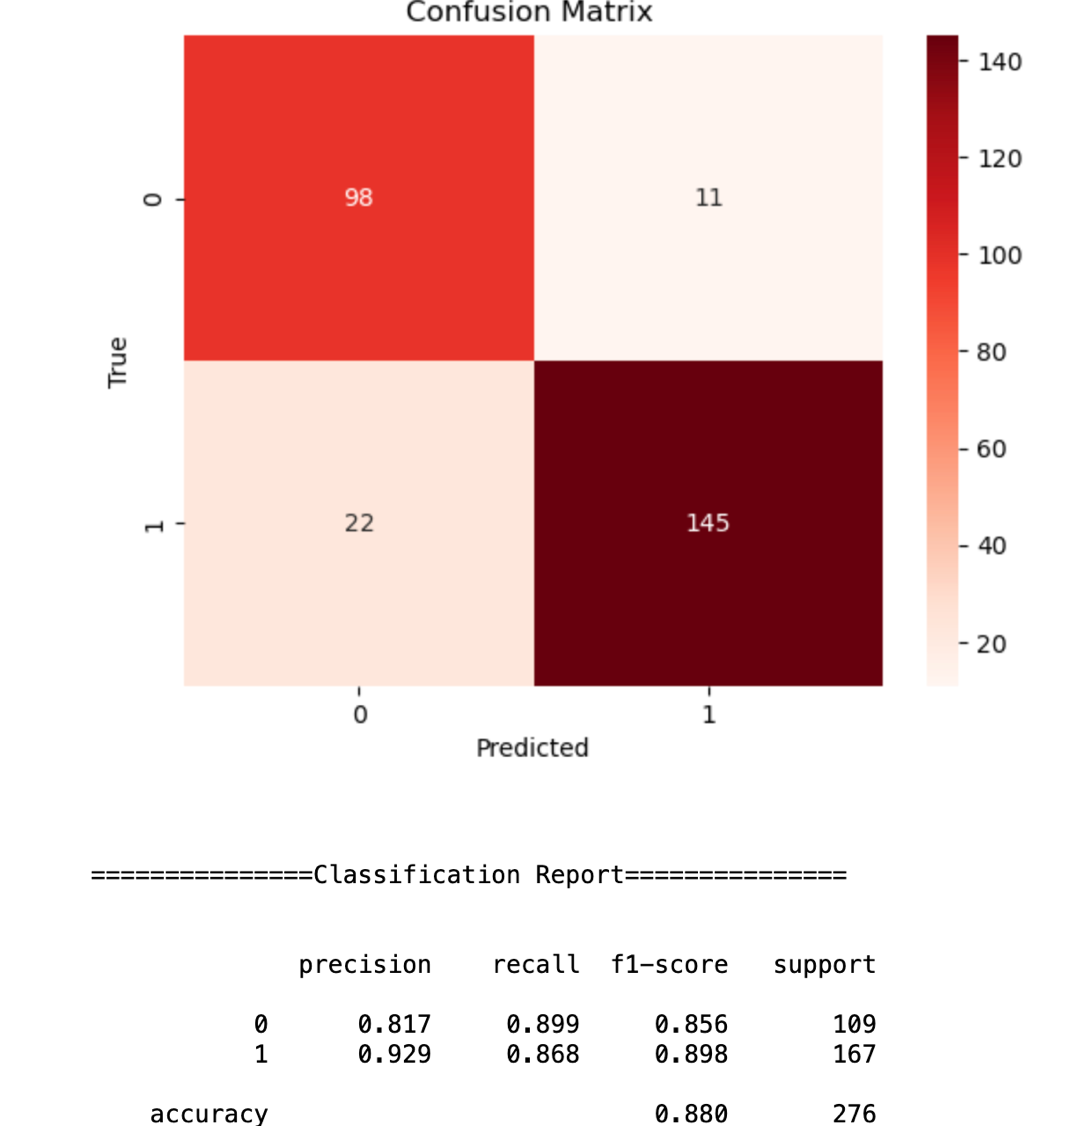 Confusion Matrix
140
120
100
80
60
40
20
0
98
11
True
1
22
145
0
1
Predicted
===============Classification Report===============
precision recall f1-score support
0 0.817 0.899 0.856 109
1 0.929 0.868 0.898 167
accuracy 0.880 276